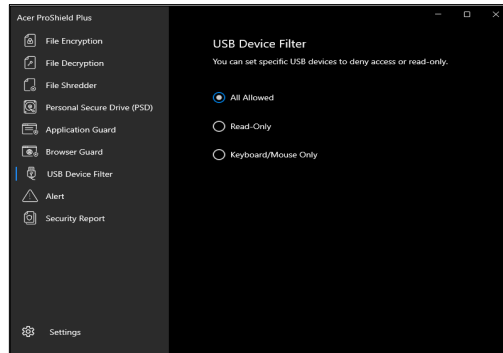 Acer ProShield Plus
File Encryption
File Decryption
File Shredder
Personal Secure Drive (PSD)
Application Guard
Browser Guard
USB Device Filter
Alert
Security Report
Settings
USB Device Filter
You can set specific USB devices to deny access or read-only.
All Allowed
Read-Only
Keyboard/Mouse Only